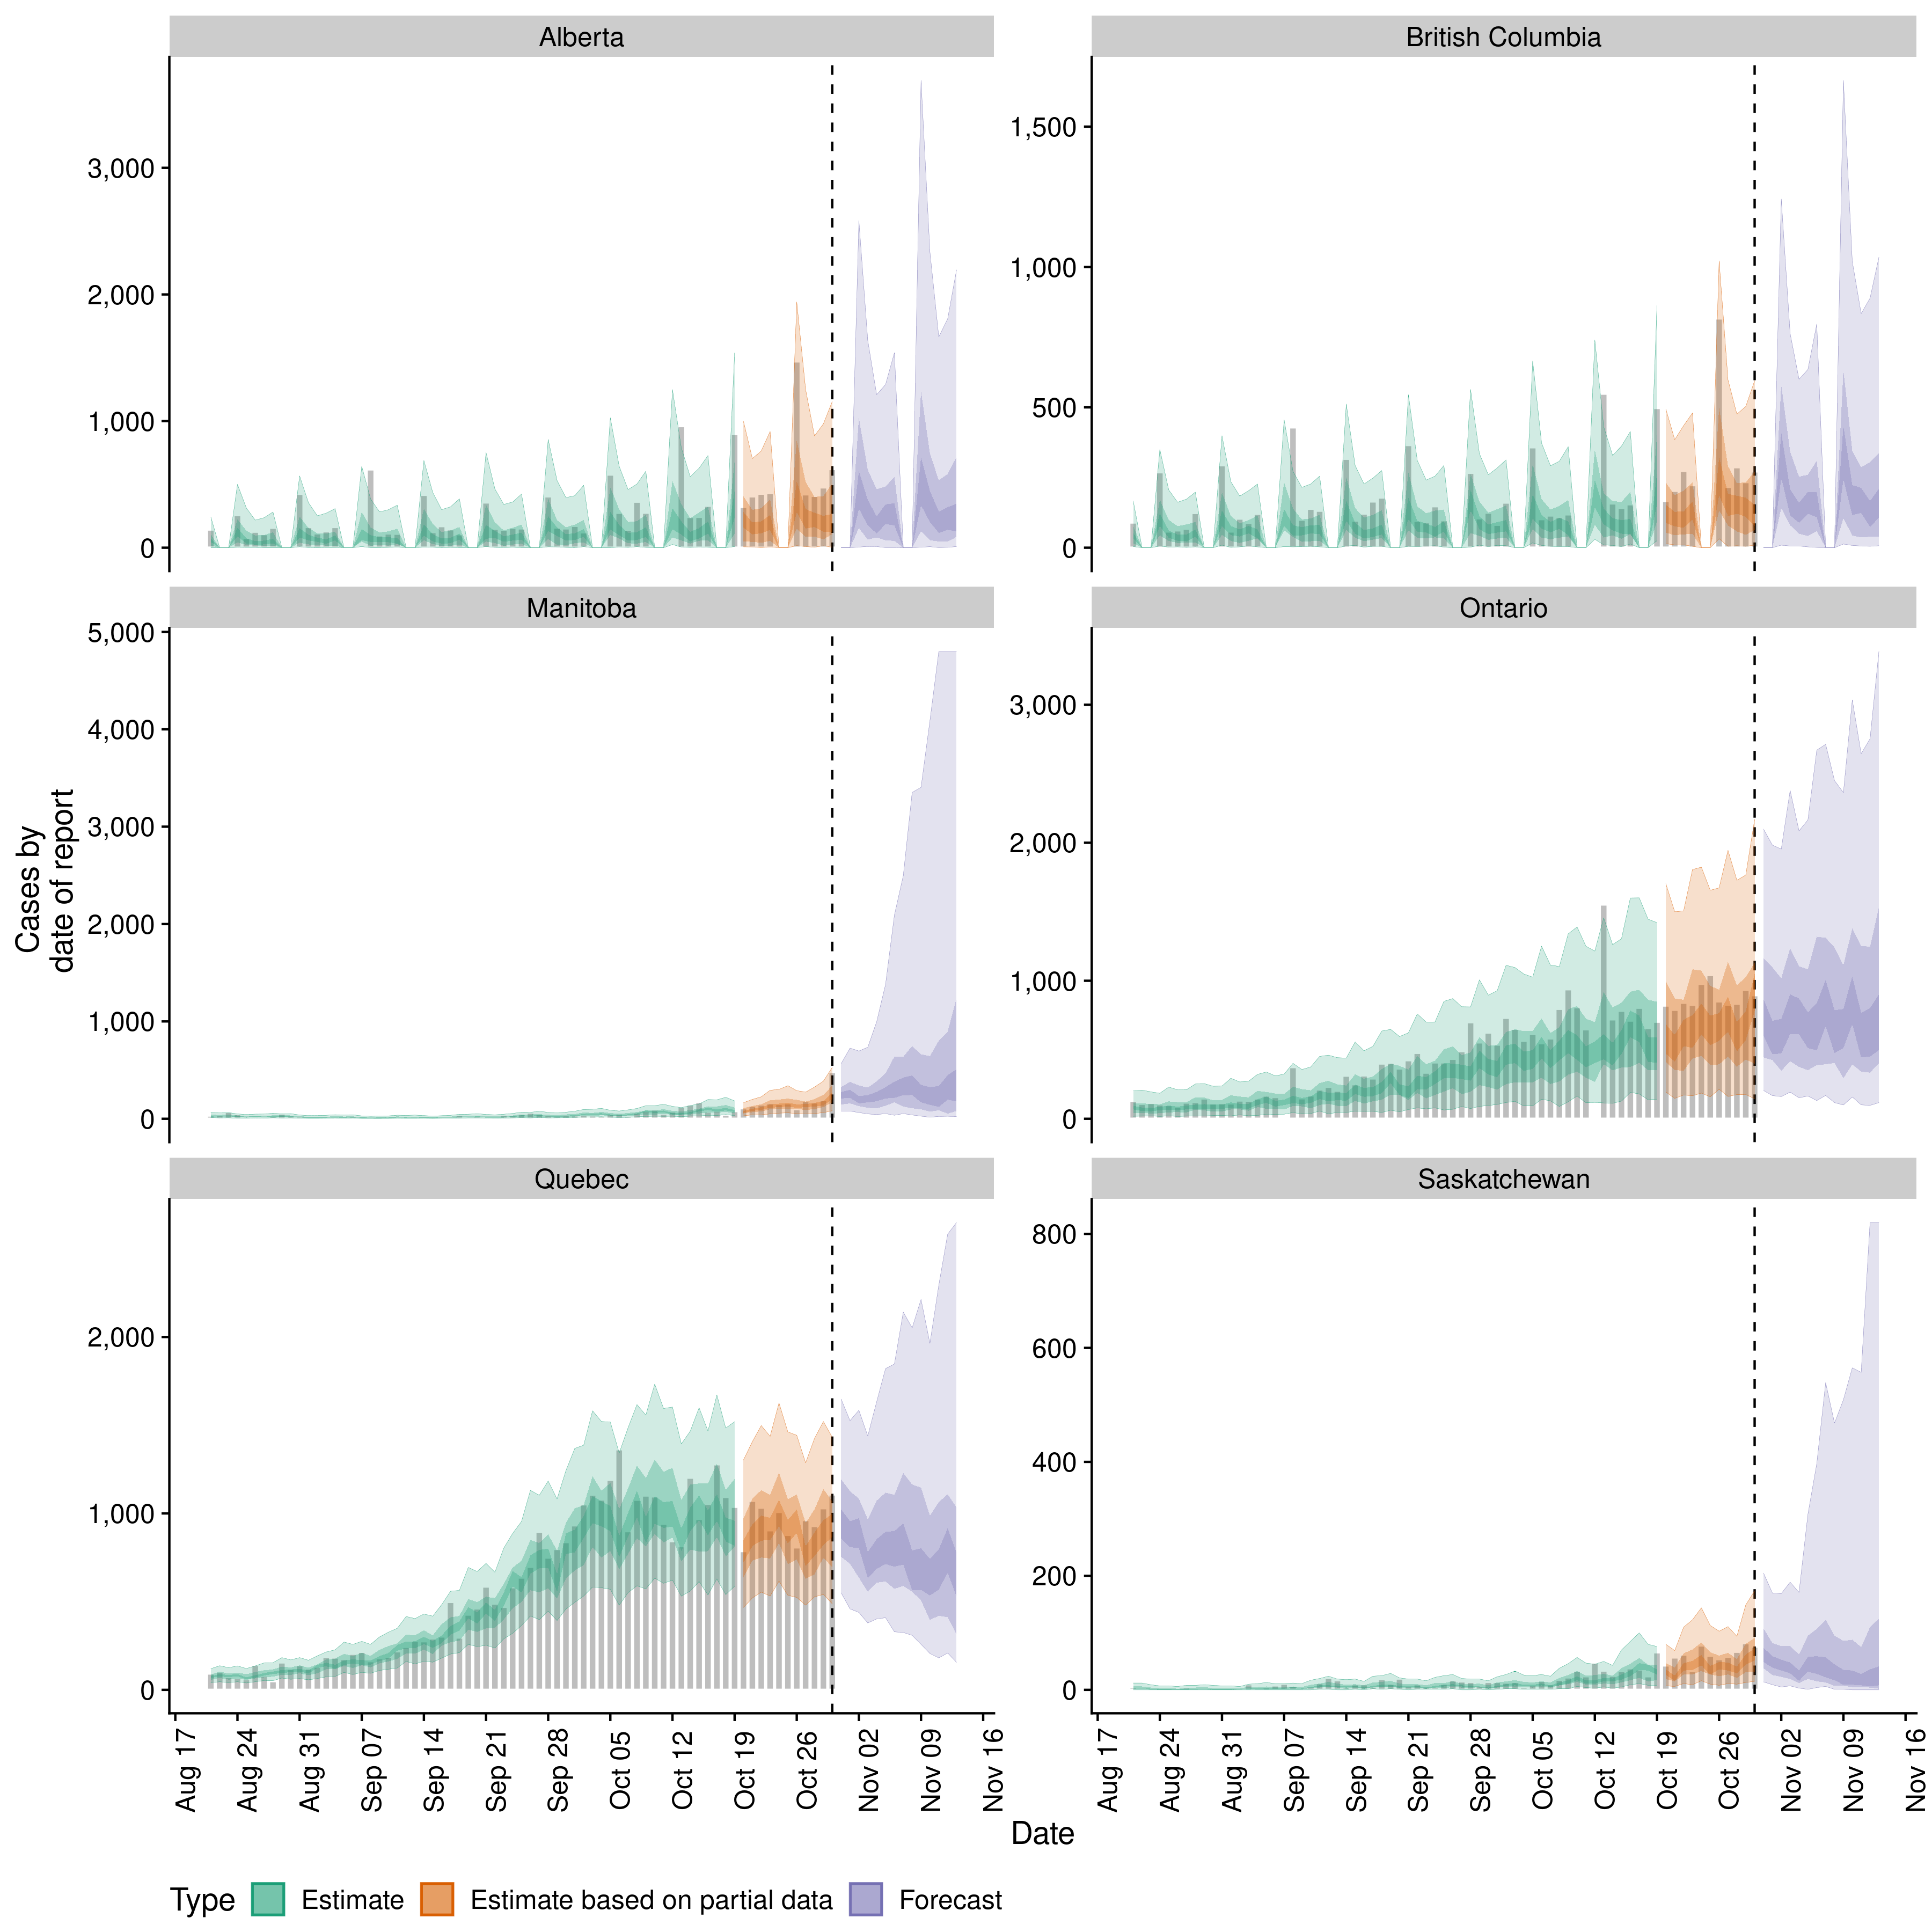 Alberta
British Columbia
3,000
2,000
1,000
0
1,500
1,000
500
0
Manitoba
Ontario
5,000
4,000
3,000
2,000
1,000
0
3,000
2,000
1,000
0
Cases by
date of report
Quebec
Saskatchewan
2,000
1,000
0
800
600
400
200
0
Aug 17
Aug 24
Aug 31
Sep 07
Sep 14
Sep 21
Sep 28
Oct 05
Oct 12
Oct 19
Oct 26
Nov 02
Nov 09
Nov 16
Aug 17
Aug 24
Aug 31
Sep 07
Sep 14
Sep 21
Sep 28
Oct 05
Oct 12
Oct 19
Oct 26
Nov 02
Nov 09
Nov 16
Date
Type Estimate Estimate based on partial data Forecast